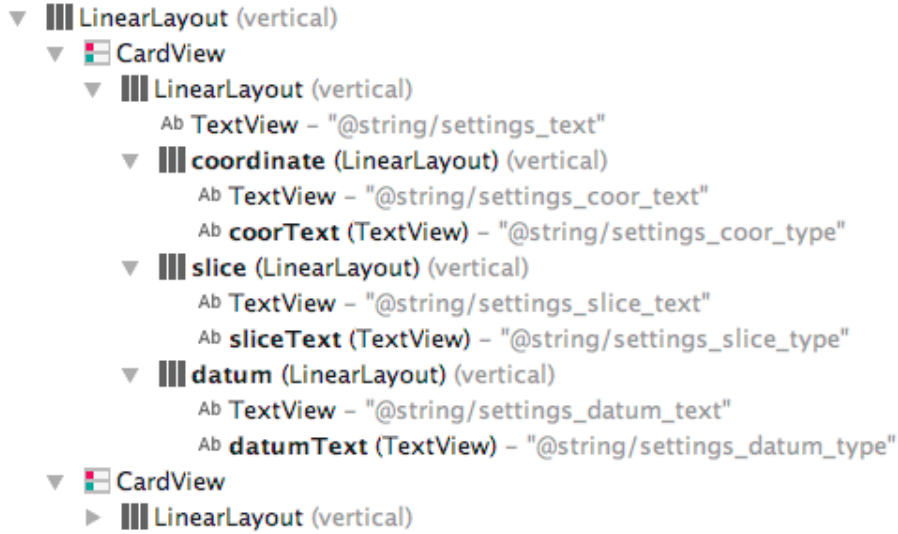 LinearLayout (vertical)
CardView
LinearLayout (vertical)
Ab TextView – "@string/settings_text"
coordinate (LinearLayout) (vertical)
Ab TextView – "@string/settings_coor_text"
Ab coorText (TextView) – "@string/settings_coor_type"
slice (LinearLayout) (vertical)
Ab TextView – "@string/settings_slice_text"
Ab sliceText (TextView) – "@string/settings_slice_type"
datum (LinearLayout) (vertical)
Ab TextView – "@string/settings_datum_text"
Ab datumText (TextView) – "@string/settings_datum_type"
CardView
LinearLayout (vertical)